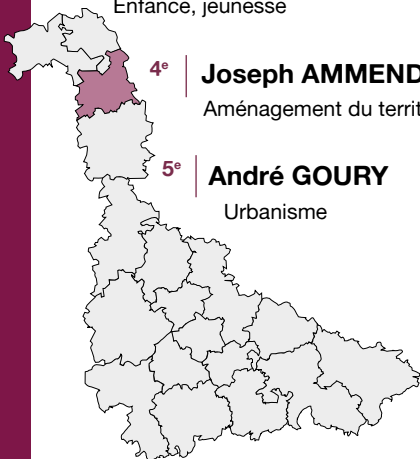 Enfance, jeunesse
4e
Joseph AMMEND
Aménagement du territ
5e
André GOURY
Urbanisme